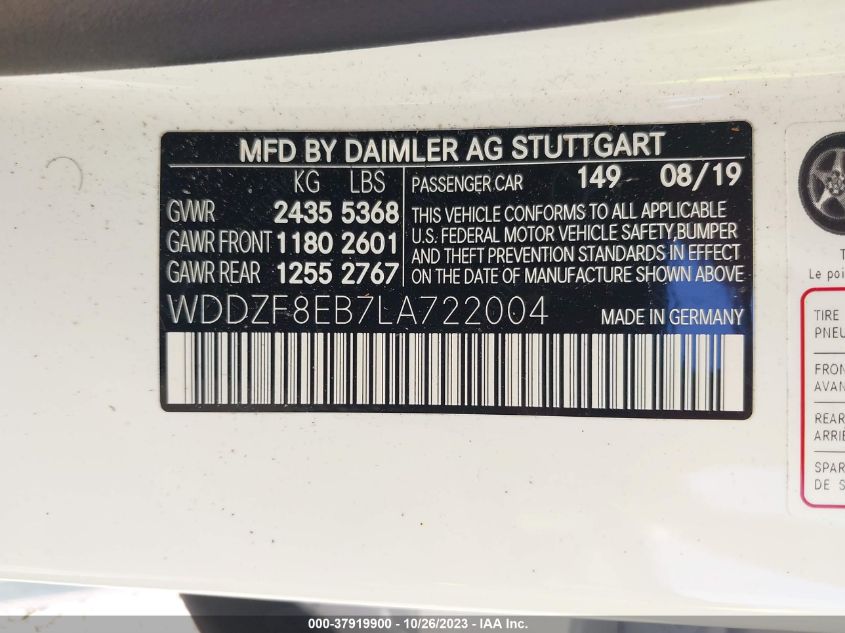 MFD BY DAIMLER AG STUTTGART
KG LBS
GVWR 2435 5368
GAWR FRONT 1180 2601
GAWR REAR 1255 2767
PASSENGER CAR 149 08/19
THIS VEHICLE CONFORMS TO ALL APPLICABLE
U.S. FEDERAL MOTOR VEHICLE SAFETY,BUMPER
AND THEFT PREVENTION STANDARDS IN EFFECT
ON THE DATE OF MANUFACTURE SHOWN ABOVE
WDDZF8EB7LA722004 MADE IN GERMANY
T
Le poi
TIRE
PNEU
FRON
AVAN
REAR
ARRIE
SPAR
DE S
000-37919900 - 10/26/2023 - IAA Inc.